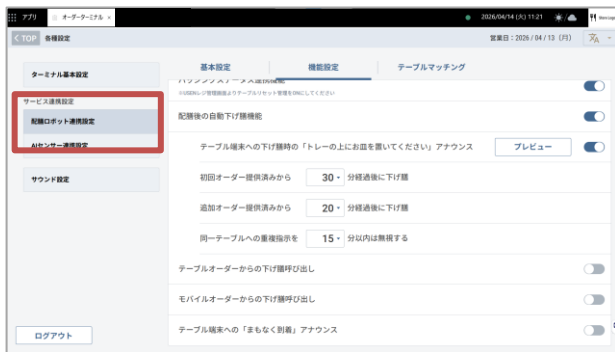 アプリ オーダーターミナル ×
2026/04/14 (火) 11:21
< TOP 各種設定
営業日：2026 / 04 / 13 （月）
基本設定 機能設定 テーブルマッチング
ターミナル基本設定
サービス連携設定
配膳ロボット連携設定
AIセンサー連携設定
サウンド設定
ログアウト
バッシングステータス連携機能
※USENレジ管理画面よりテーブルリセット管理をONにしてください
配膳後の自動下げ膳機能
テーブル端末への下げ膳時の「トレーの上にお皿を置いてください」アナウンス プレビュー
初回オーダー提供済みから 30 分経過後に下げ膳
追加オーダー提供済みから 20 分経過後に下げ膳
同一テーブルへの重複指示を 15 分以内は無視する
テーブルオーダーからの下げ膳呼び出し
モバイルオーダーからの下げ膳呼び出し
テーブル端末への「まもなく到着」アナウンス